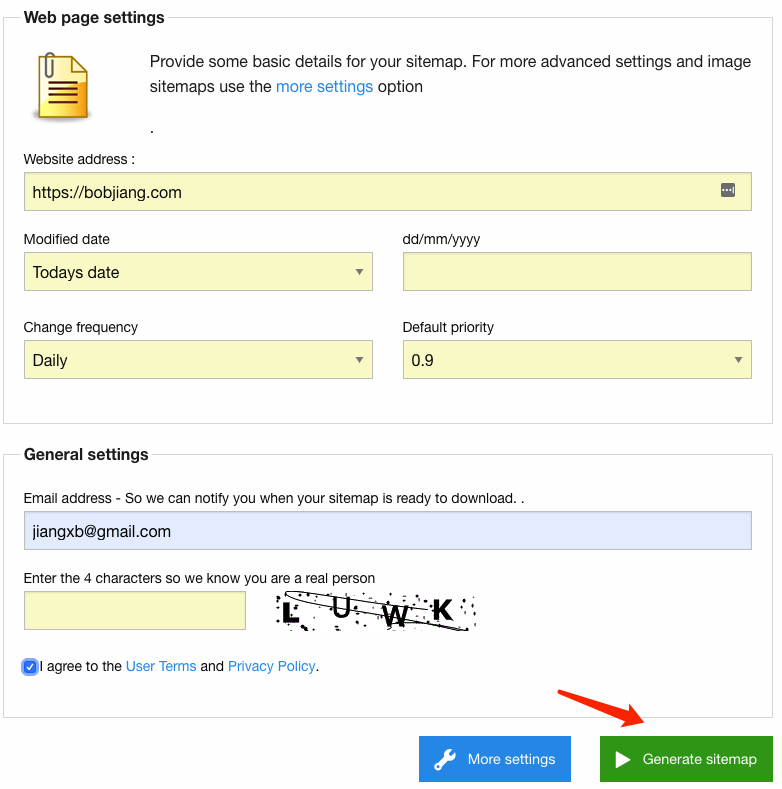 Web page settings
Provide some basic details for your sitemap. For more advanced settings and image
sitemaps use the more settings option
.
Website address :
https://bobjiang.com
Modified date
dd/mm/yyyy
Todays date
Change frequency
Default priority
Daily
0.9
General settings
Email address - So we can notify you when your sitemap is ready to download. .
jiangxb@gmail.com
Enter the 4 characters so we know you are a real person
L U W K
I agree to the User Terms and Privacy Policy.
More settings
Generate sitemap